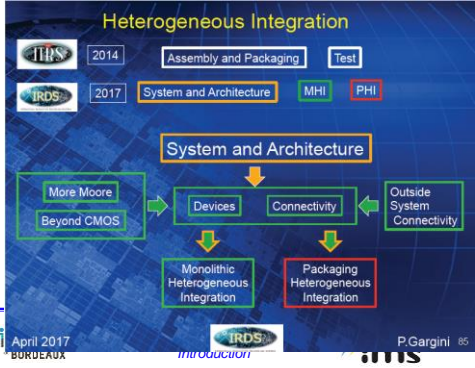 Heterogeneous Integration
ITRS 2014 Assembly and Packaging Test
IRDS 2017 System and Architecture MHI PHI
System and Architecture
More Moore
Beyond CMOS
Devices Connectivity
Outside
System
Connectivity
Monolithic
Heterogeneous
Integration
Packaging
Heterogeneous
Integration
April 2017 IRDS P.Gargini 85
BORDEAUX Introduction ims